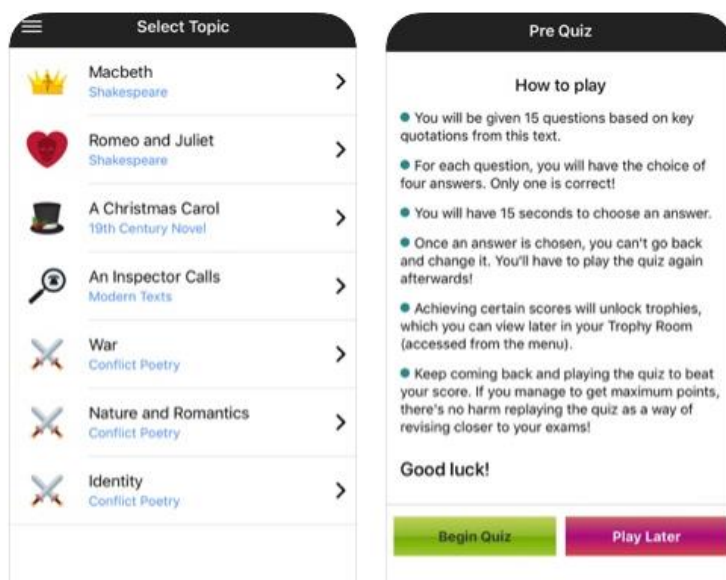 Select Topic
Macbeth
Shakespeare
Romeo and Juliet
Shakespeare
A Christmas Carol
19th Century Novel
An Inspector Calls
Modern Texts
War
Conflict Poetry
Nature and Romantics
Conflict Poetry
Identity
Conflict Poetry
Pre Quiz
How to play
You will be given 15 questions based on key
quotations from this text.
For each question, you will have the choice of
four answers. Only one is correct!
You will have 15 seconds to choose an answer.
Once an answer is chosen, you can't go back
and change it. You'll have to play the quiz again
afterwards!
Achieving certain scores will unlock trophies,
which you can view later in your Trophy Room
(accessed from the menu).
Keep coming back and playing the quiz to beat
your score. If you manage to get maximum points,
there's no harm replaying the quiz as a way of
revising closer to your exams!
Good luck!
Begin Quiz
Play Later